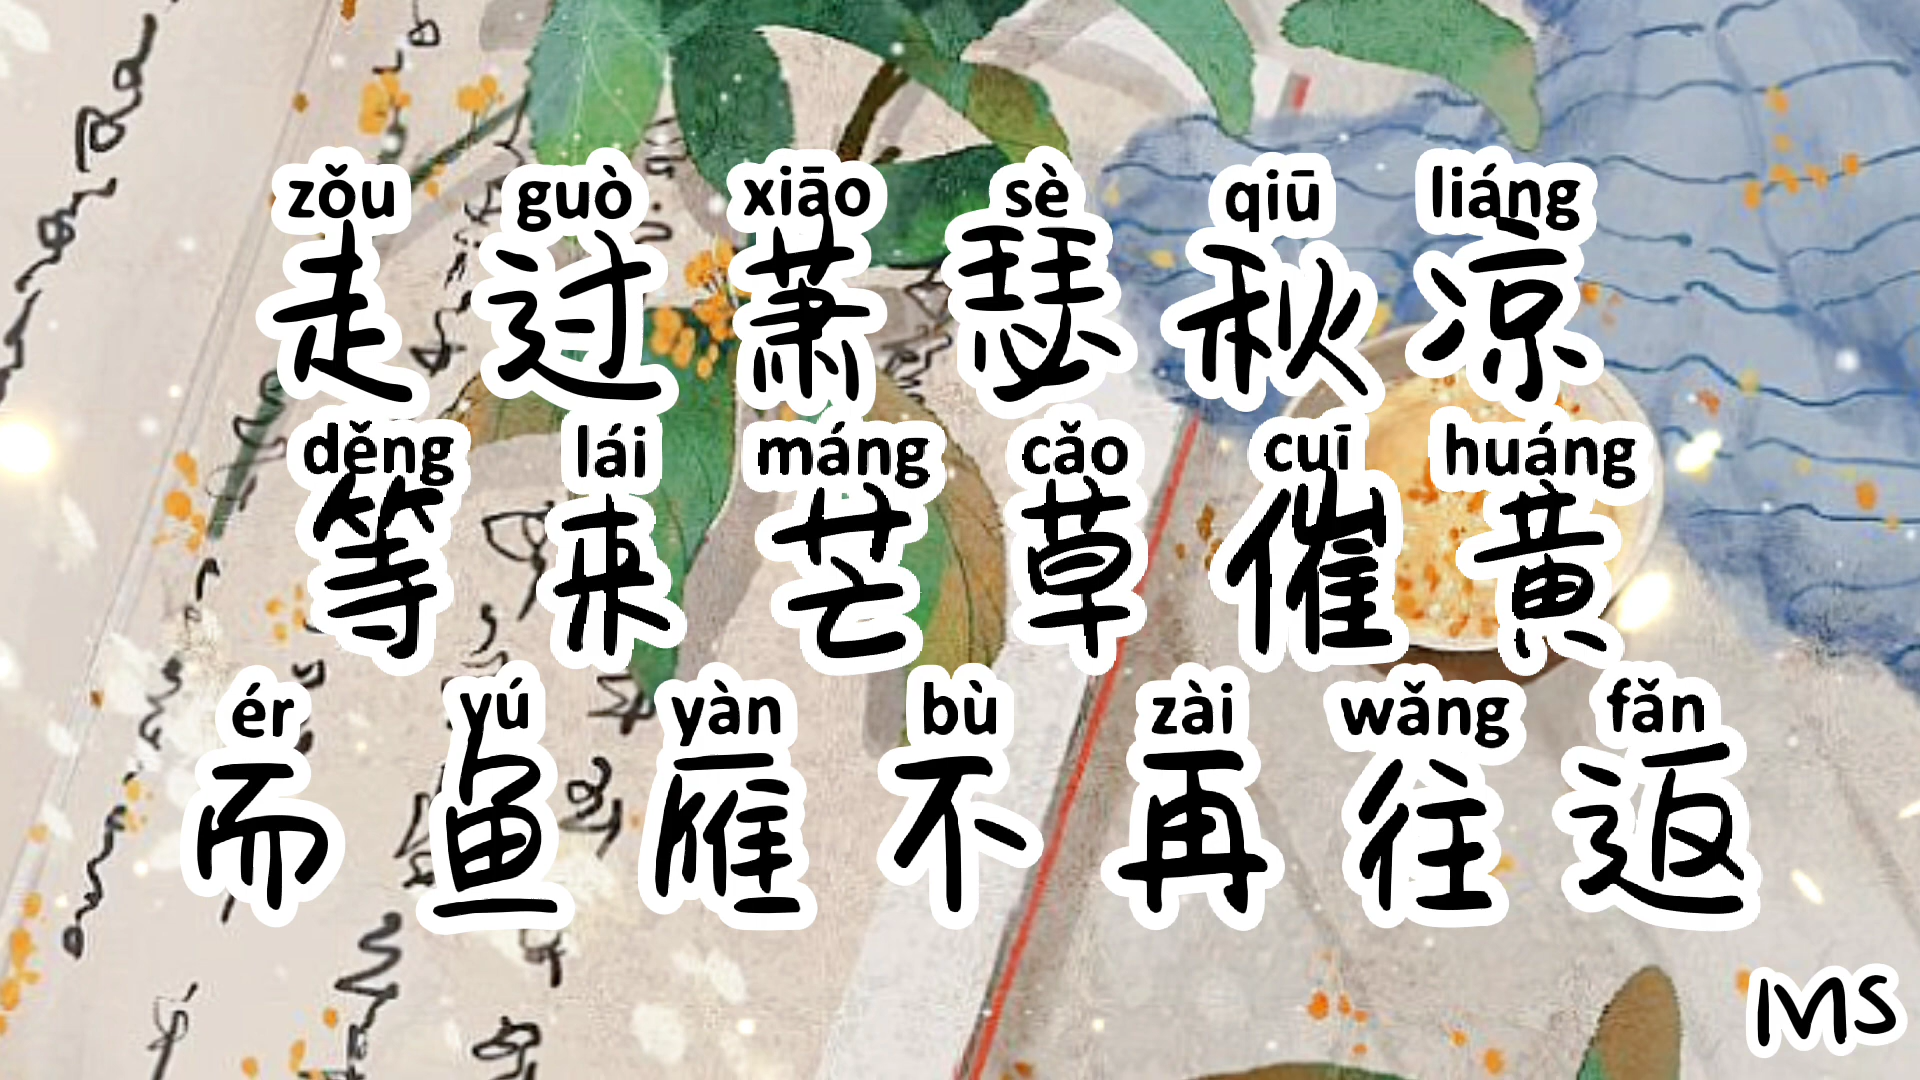 zǒu guò xiāo sè qiū liáng
走过萧瑟秋凉
děng lái máng cǎo cuī huáng
等来芒草催黄
ér yú yàn bù zài wǎng fǎn
而鱼雁不再往返
MS